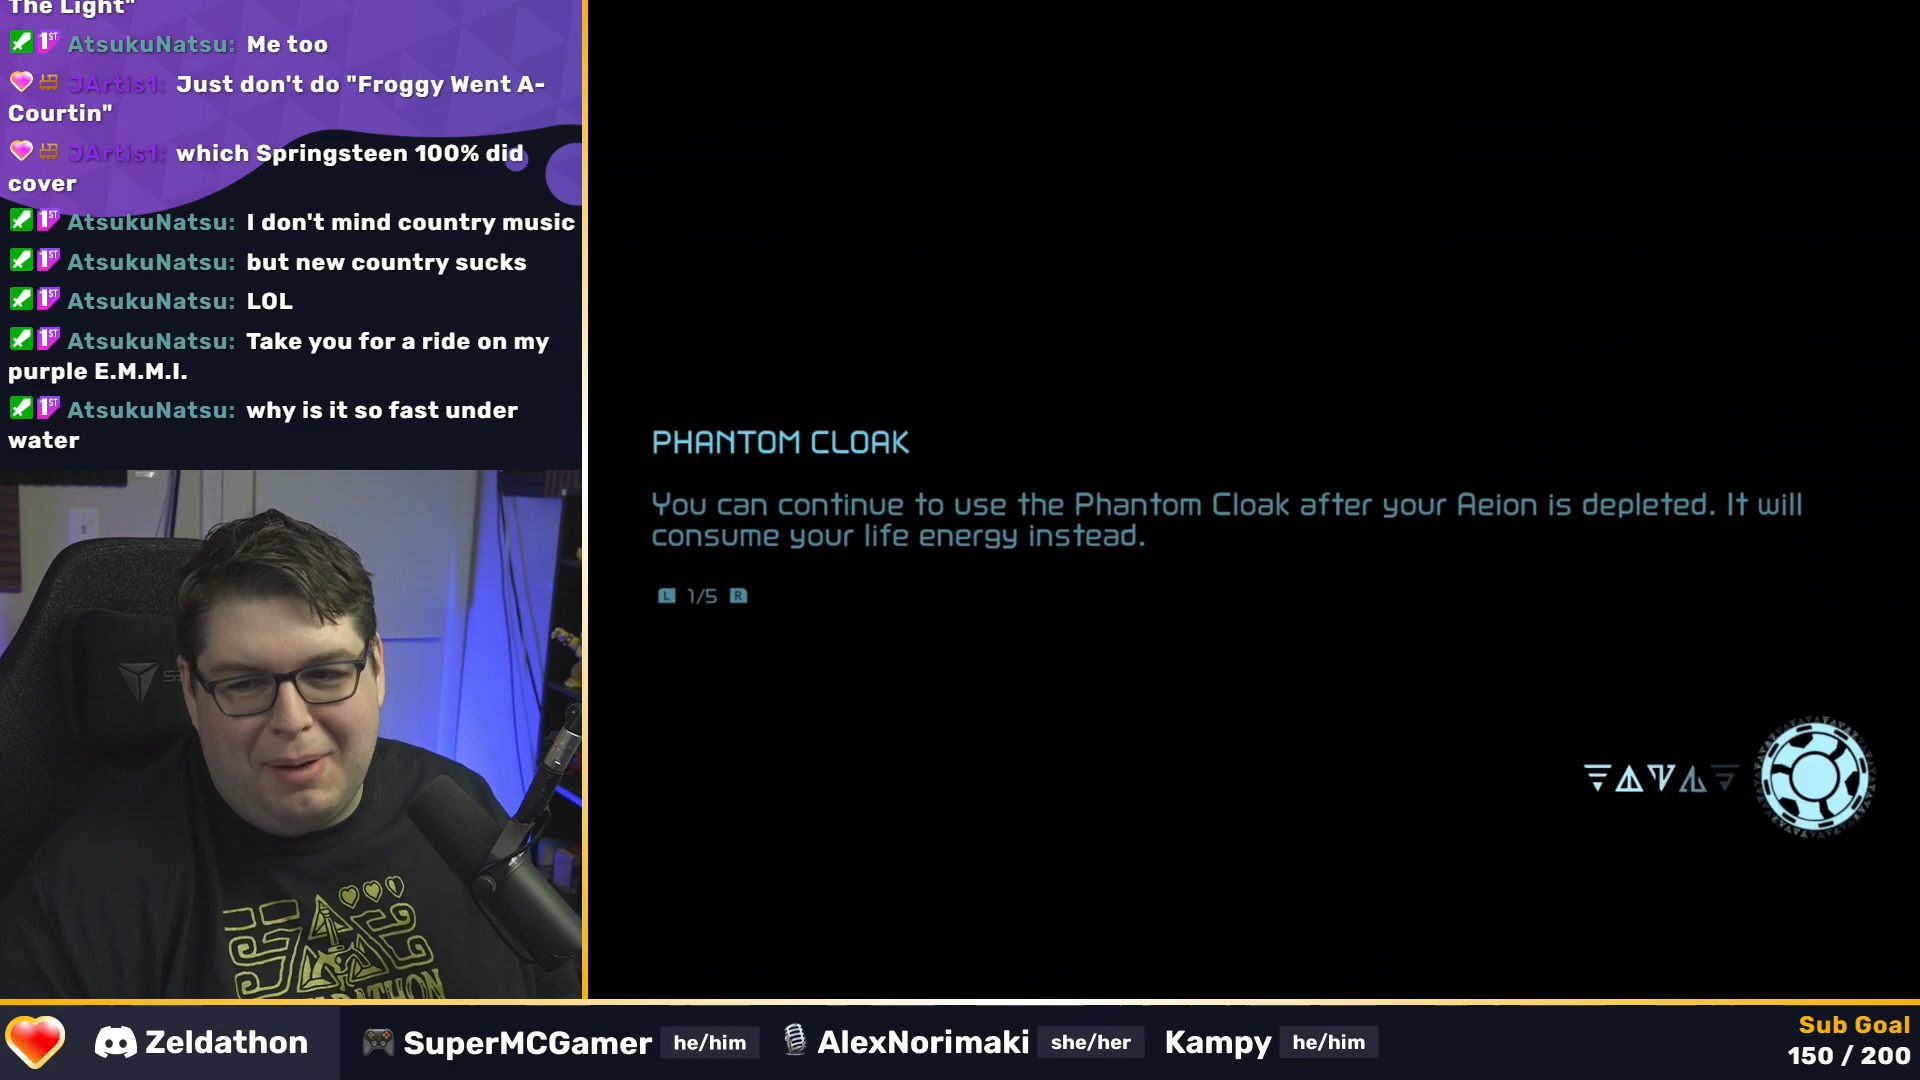 The Light"
AtsukuNatsu: Me too
JArtis1: Just don't do "Froggy Went A-
Courtin"
JArtis1: which Springsteen 100% did
cover
AtsukuNatsu: I don't mind country music
AtsukuNatsu: but new country sucks
AtsukuNatsu: LOL
AtsukuNatsu: Take you for a ride on my
purple E.M.M.I.
AtsukuNatsu: why is it so fast under
water
PHANTOM CLOAK
You can continue to use the Phantom Cloak after your Aeion is depleted. It will
consume your life energy instead.
L 1/5 R
Zeldathon
SuperMCGamer he/him
AlexNorimaki she/her
Kampy he/him
Sub Goal
150 / 200